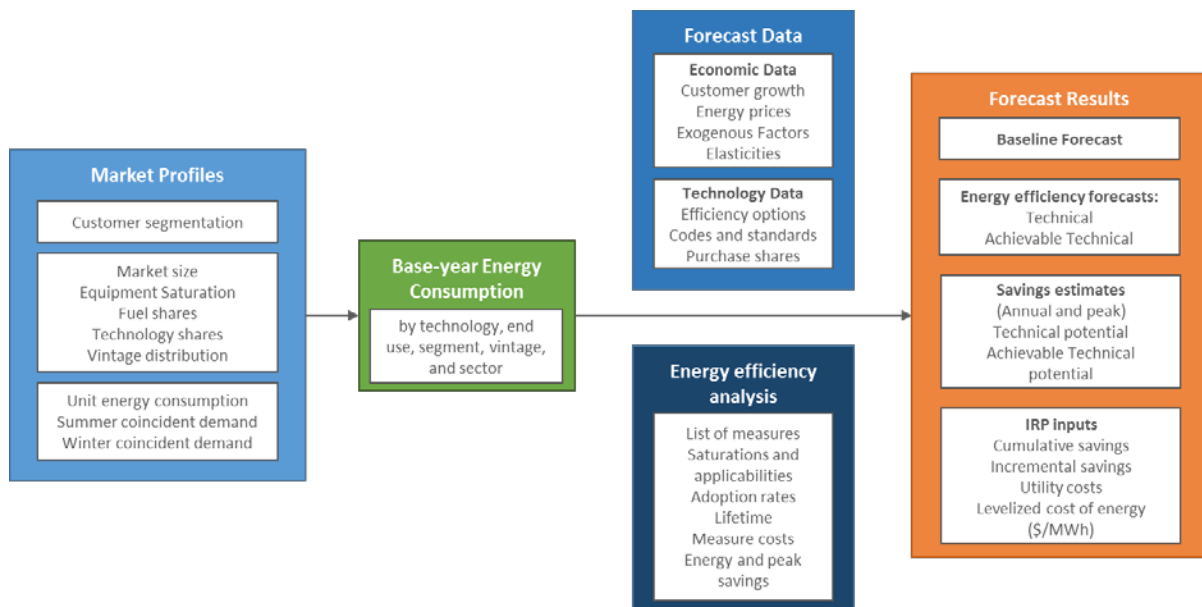 Market Profiles
Customer segmentation
Market size
Equipment Saturation
Fuel shares
Technology shares
Vintage distribution
Unit energy consumption
Summer coincident demand
Winter coincident demand
Base-year Energy
Consumption
by technology, end
use, segment, vintage,
and sector
Forecast Data
Economic Data
Customer growth
Energy prices
Exogenous Factors
Elasticities
Technology Data
Efficiency options
Codes and standards
Purchase shares
Energy efficiency
analysis
List of measures
Saturations and
applicabilities
Adoption rates
Lifetime
Measure costs
Energy and peak
savings
Forecast Results
Baseline Forecast
Energy efficiency forecasts:
Technical
Achievable Technical
Savings estimates
(Annual and peak)
Technical potential
Achievable Technical
potential
IRP inputs
Cumulative savings
Incremental savings
Utility costs
Levelized cost of energy
($/MWh)